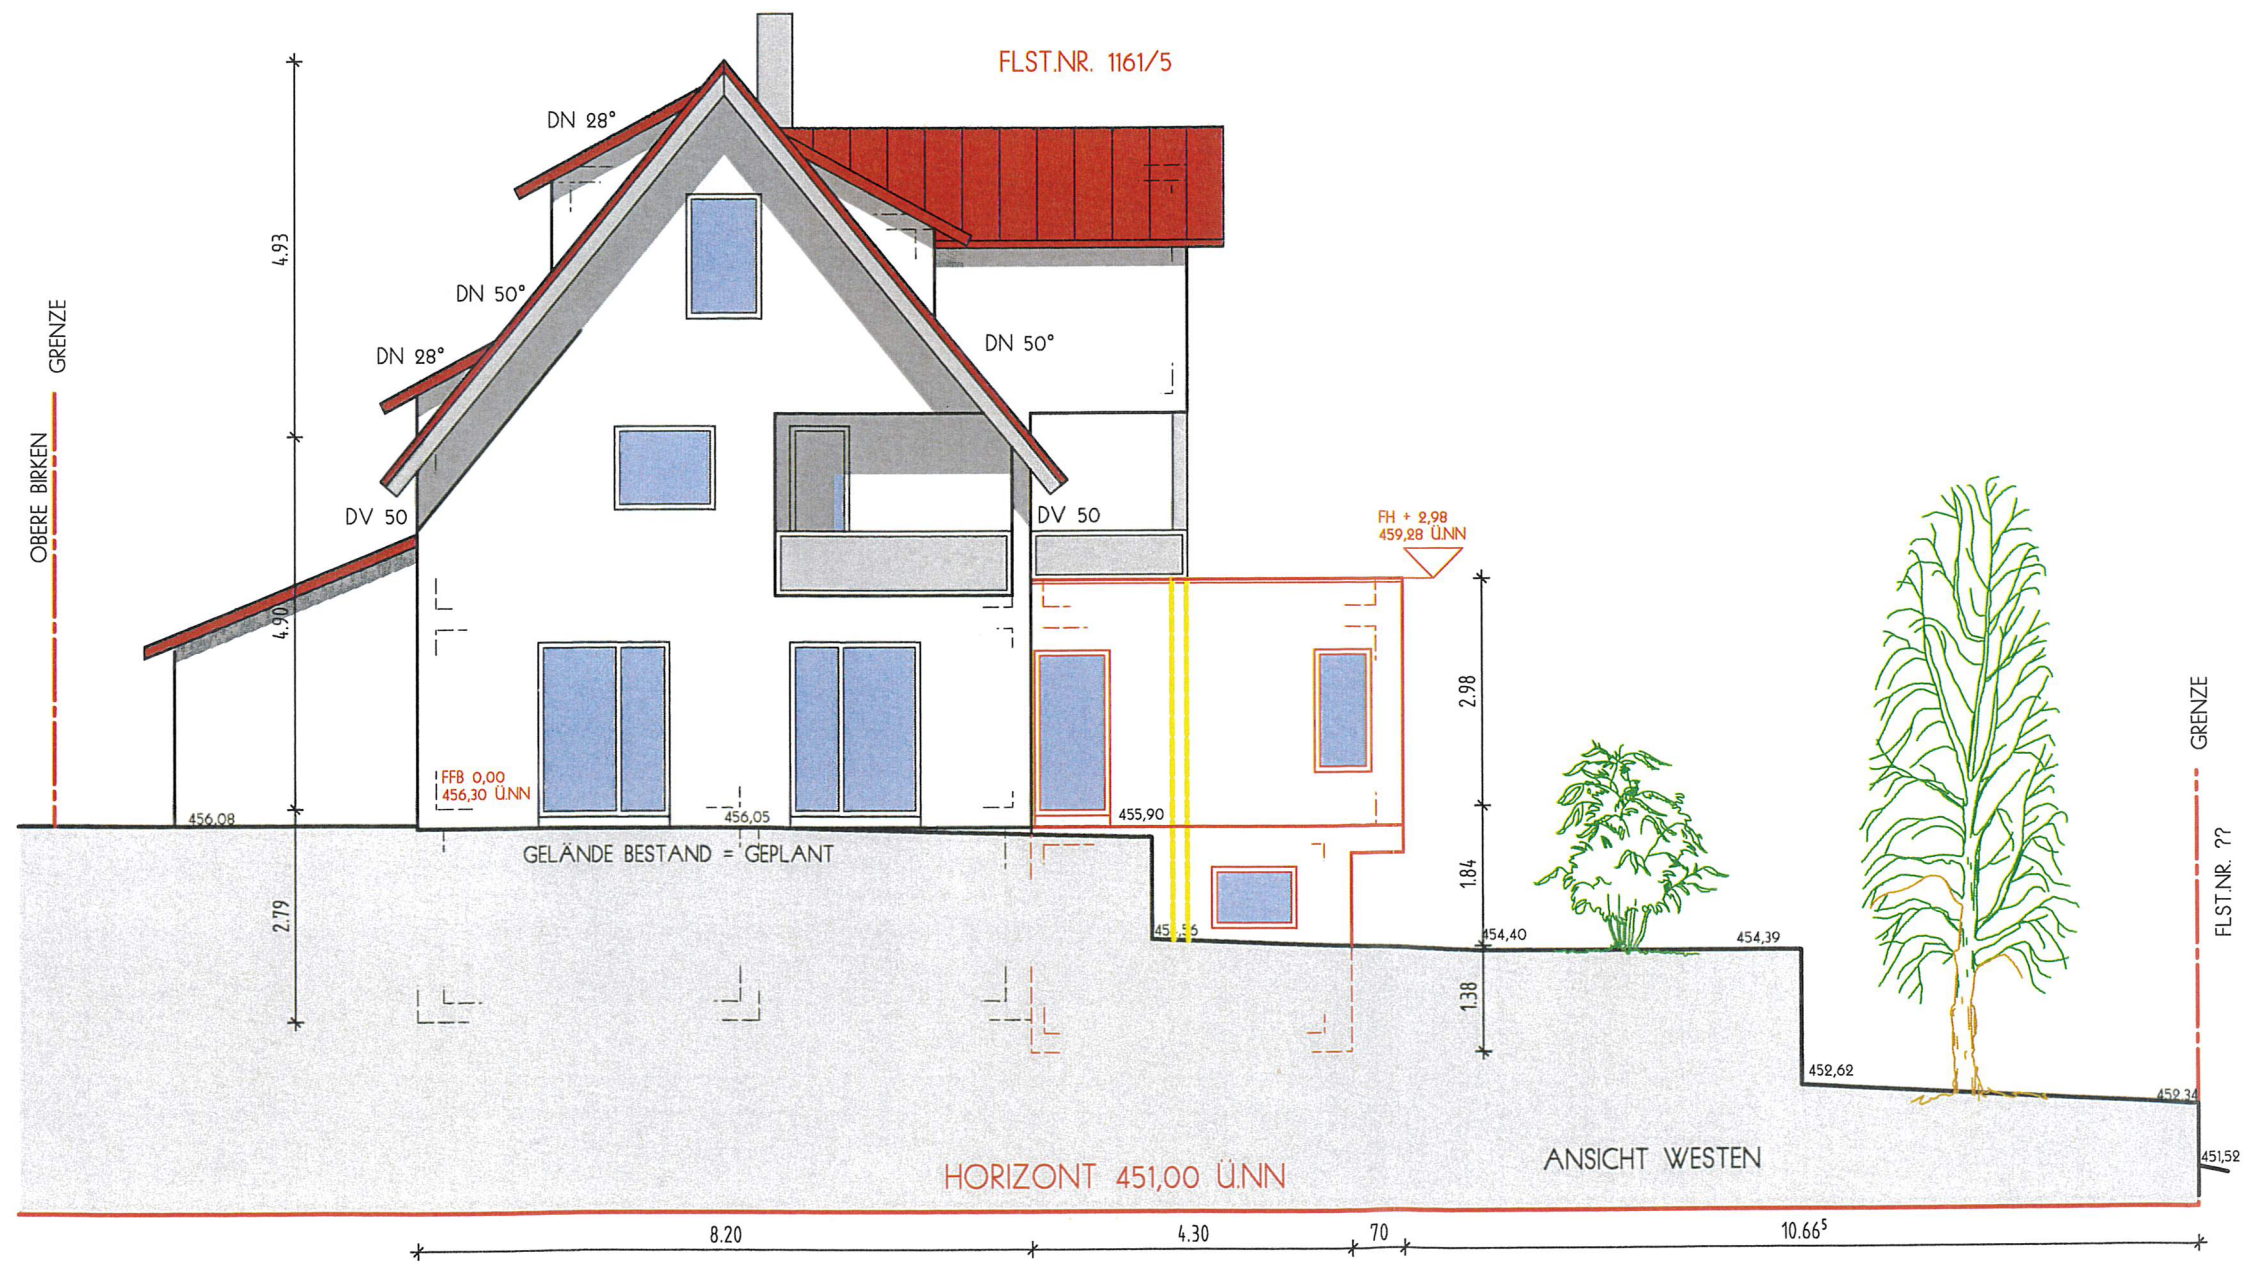 FLST.NR. 1161/5
DN 28°
4.93
DN 50°
GRENZE
DN 50°
DN 28°
OBERE BIRKEN
DV 50
DV 50
FH + 2,98
459,28 Ü.NN
4.90
2.98
GRENZE
FFB 0,00
456,30 Ü.NN
456,08
456,05
455,90
GELÄNDE BESTAND = GEPLANT
FLST.NR. ??
1.84
2.79
454,40
454,39
1.38
452,62
452,34
ANSICHT WESTEN
451,52
HORIZONT 451,00 Ü.NN
8.20
4.30
70
10.66⁵